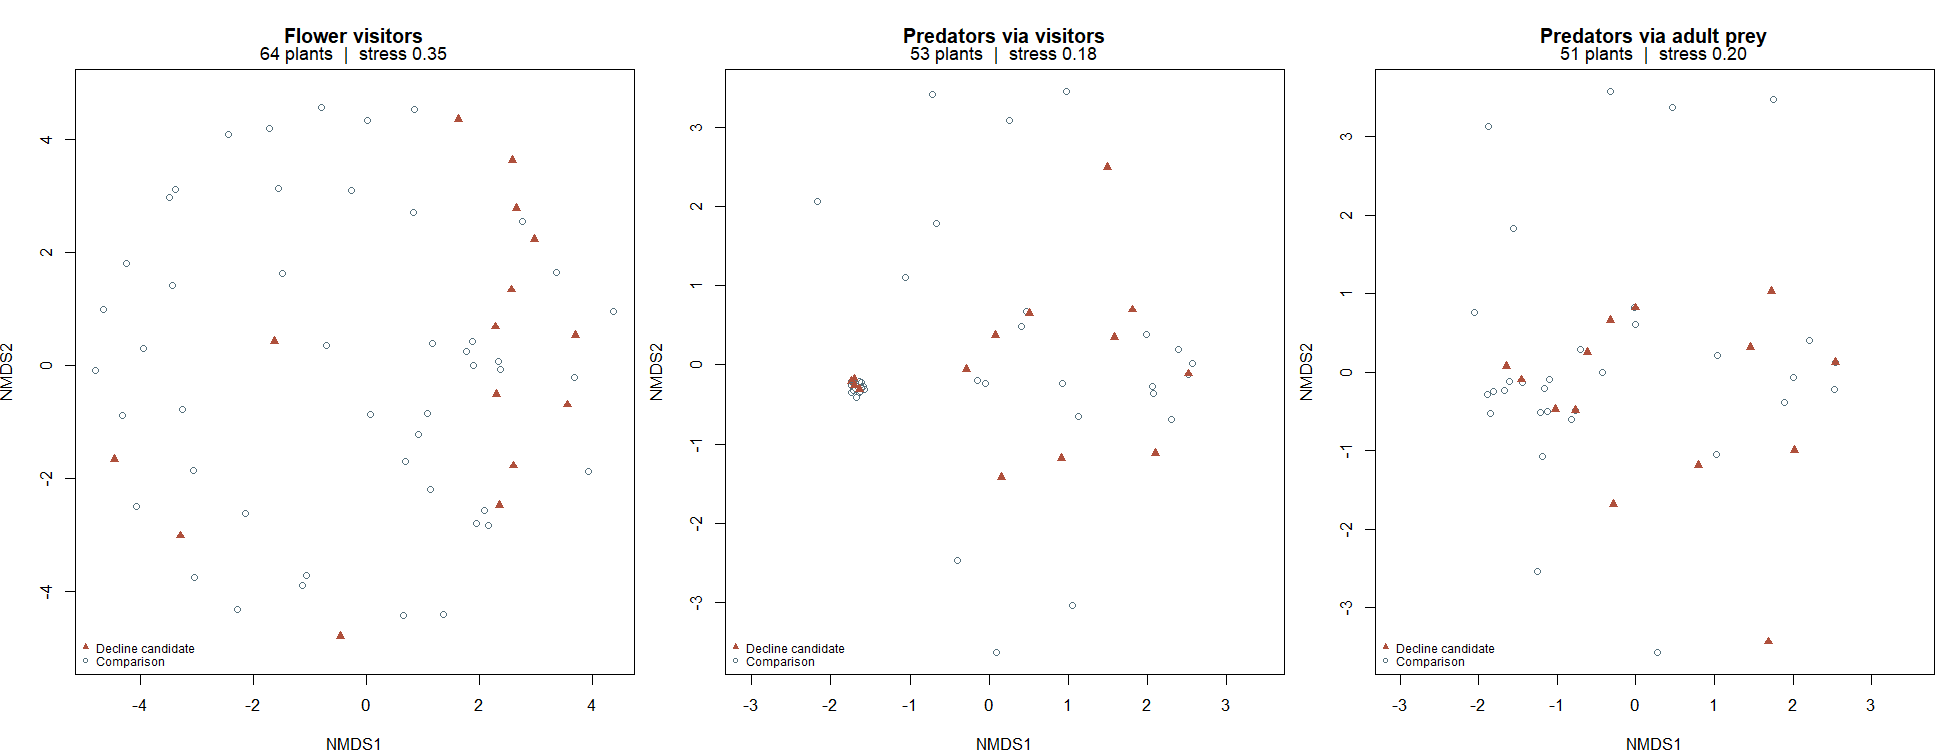 Flower visitors
64 plants | stress 0.35
NMDS2
4
2
0
-2
-4
Decline candidate
Comparison
-4
-2
0
2
4
NMDS1
Predators via visitors
53 plants | stress 0.18
NMDS2
3
2
1
0
-1
-2
-3
Decline candidate
Comparison
-3
-2
-1
0
1
2
3
NMDS1
Predators via adult prey
51 plants | stress 0.20
NMDS2
3
2
1
0
-1
-2
-3
Decline candidate
Comparison
-3
-2
-1
0
1
2
3
NMDS1